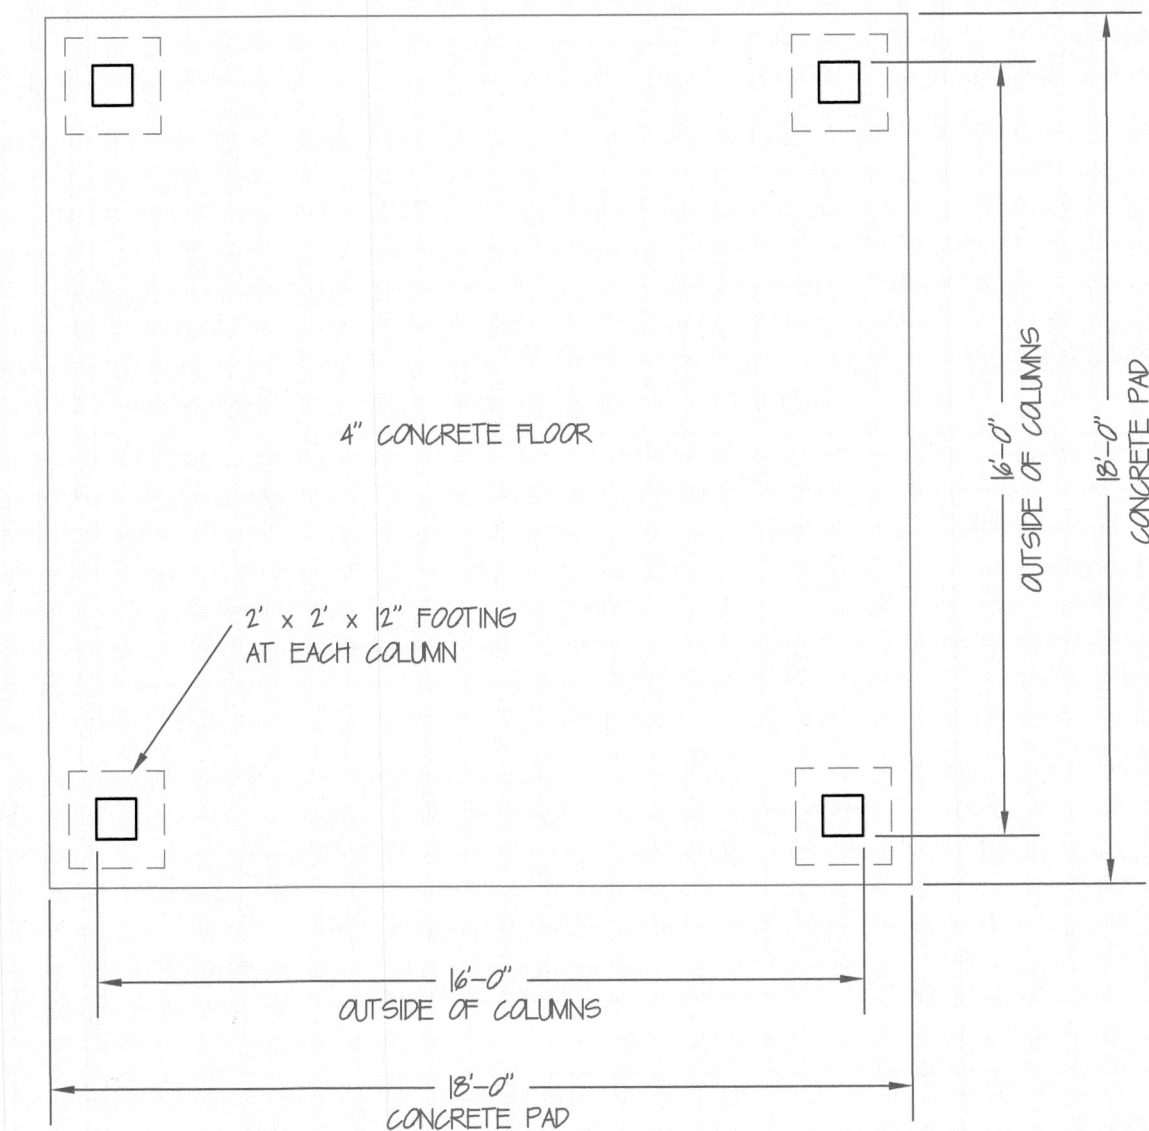 4" CONCRETE FLOOR
16'-0"
OUTSIDE OF COLUMNS
18'-0"
CONCRETE PAD
2' x 2' x 12" FOOTING
AT EACH COLUMN
16'-0"
OUTSIDE OF COLUMNS
18'-0"
CONCRETE PAD